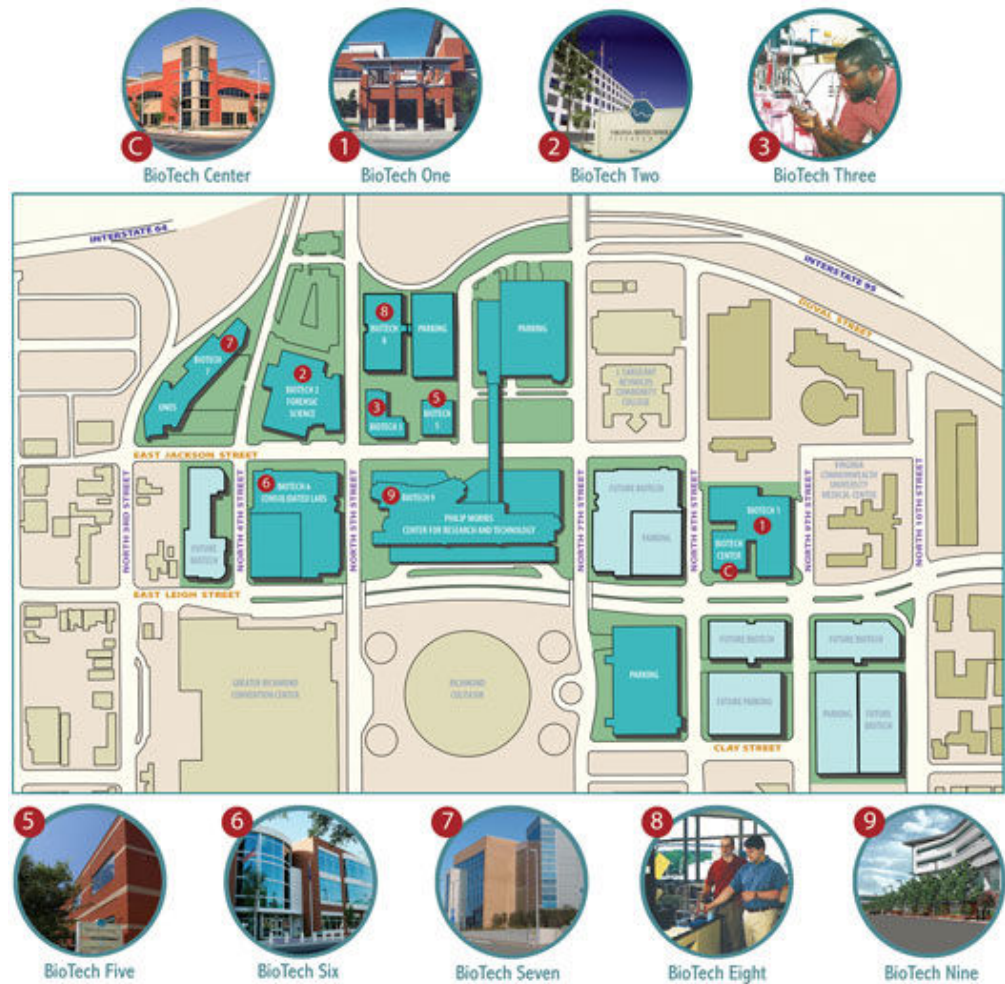 C
BioTech Center
1
BioTech One
2
BioTech Two
3
BioTech Three
INTERSTATE 64
INTERSTATE 95
DUVAL STREET
8
BIOTECH
8
PARKING
PARKING
7
BIOTECH
7
UNOS
2
BIOTECH 2
FORENSIC
SCIENCE
3
BIOTECH 3
5
BIOTECH
5
J. SARGEANT
REYNOLDS
COMMUNITY
COLLEGE
EAST JACKSON STREET
NORTH 3RD STREET
NORTH 4TH STREET
NORTH 5TH STREET
NORTH 7TH STREET
NORTH 8TH STREET
NORTH 9TH STREET
NORTH 10TH STREET
FUTURE
BIOTECH
6
BIOTECH 6
CONSOLIDATED LABS
9
BIOTECH 9
PHILIP MORRIS
CENTER FOR RESEARCH AND TECHNOLOGY
FUTURE BIOTECH
PARKING
BIOTECH 1
1
BIOTECH
CENTER
C
VIRGINIA
COMMONWEALTH
UNIVERSITY
MEDICAL CENTER
EAST LEIGH STREET
GREATER RICHMOND
CONVENTION CENTER
RICHMOND
COLISEUM
PARKING
FUTURE BIOTECH
FUTURE PARKING
FUTURE BIOTECH
PARKING
FUTURE
BIOTECH
CLAY STREET
5
BioTech Five
6
BioTech Six
7
BioTech Seven
8
BioTech Eight
9
BioTech Nine